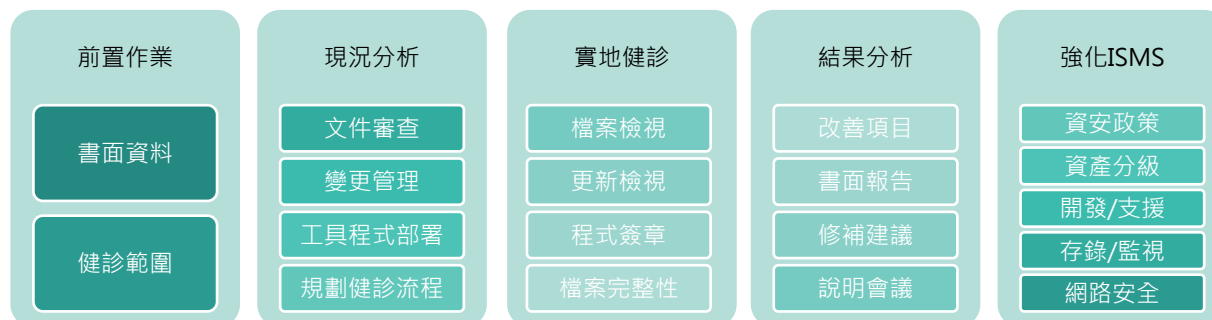 前置作業
書面資料
健診範圍
現況分析
文件審查
變更管理
工具程式部署
規劃健診流程
實地健診
檔案檢視
更新檢視
程式簽章
檔案完整性
結果分析
改善項目
書面報告
修補建議
說明會議
強化ISMS
資安政策
資產分級
開發/支援
存錄/監視
網路安全